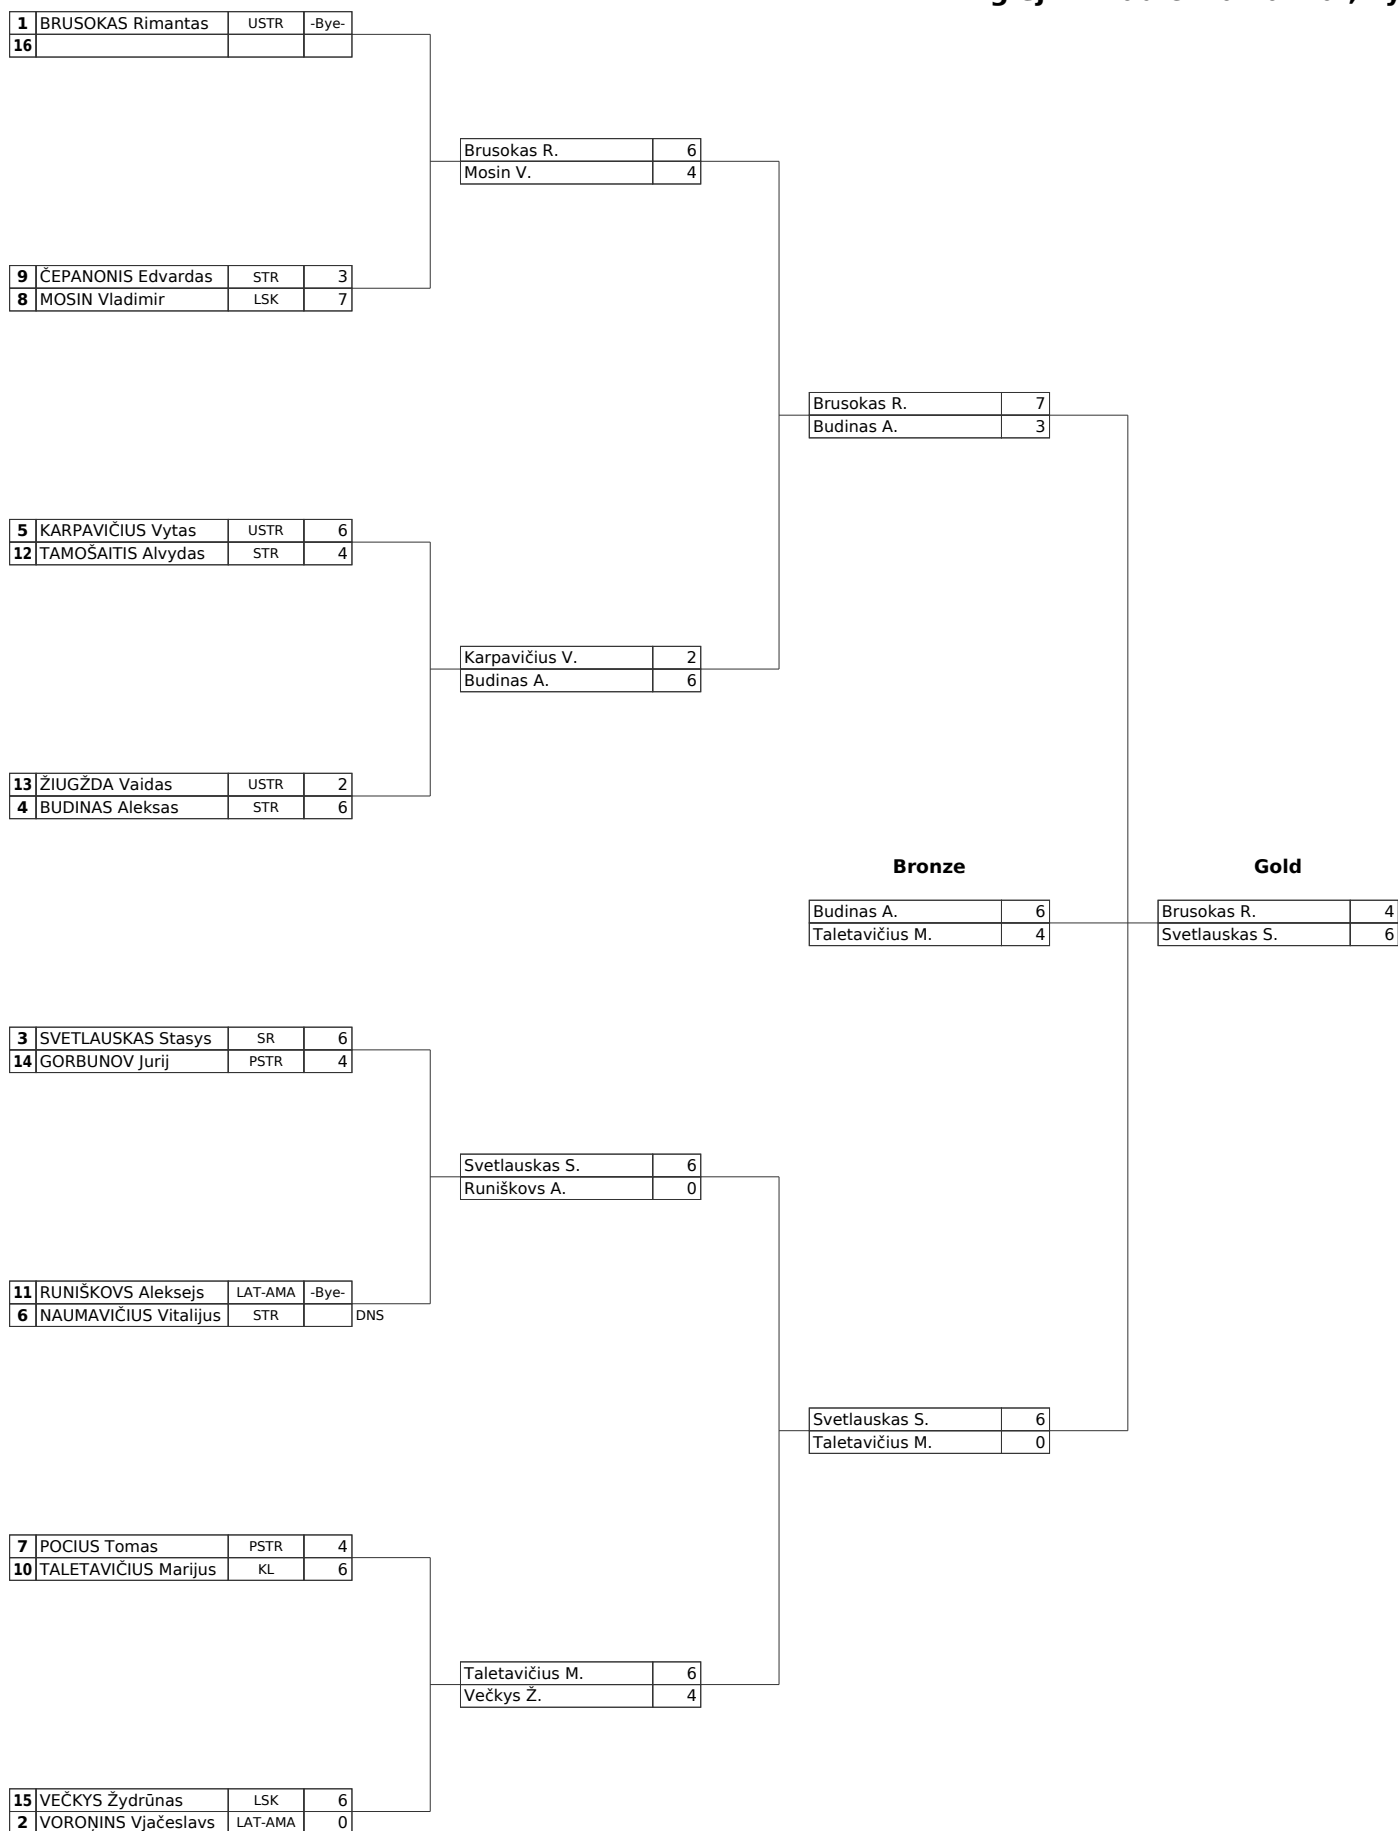 1 BRUSOKAS Rimantas USTR -Bye-
16
Brusokas R. 6
Mosin V. 4
9 ČEPANONIS Edvardas STR 3
8 MOSIN Vladimir LSK 7
Brusokas R. 7
Budinas A. 3
5 KARPAVIČIUS Vytas USTR 6
12 TAMOŠAITIS Alvydas STR 4
Karpavičius V. 2
Budinas A. 6
13 ŽIUGŽDA Vaidas USTR 2
4 BUDINAS Aleksas STR 6
Bronze Gold
Budinas A. 6 Brusokas R. 4
Taletavičius M. 4 Svetlauskas S. 6
3 SVETLAUSKAS Stasys SR 6
14 GORBUNOV Jurij PSTR 4
Svetlauskas S. 6
Runiškovs A. 0
11 RUNIŠKOVS Aleksejs LAT-AMA -Bye-
6 NAUMAVIČIUS Vitalijus STR DNS
Svetlauskas S. 6
Taletavičius M. 0
7 POCIUS Tomas PSTR 4
10 TALETAVIČIUS Marijus KL 6
Taletavičius M. 6
Večkys Ž. 4
15 VEČKYS Žydrūnas LSK 6
2 VOROŅINS Vjačeslavs LAT-AMA 0